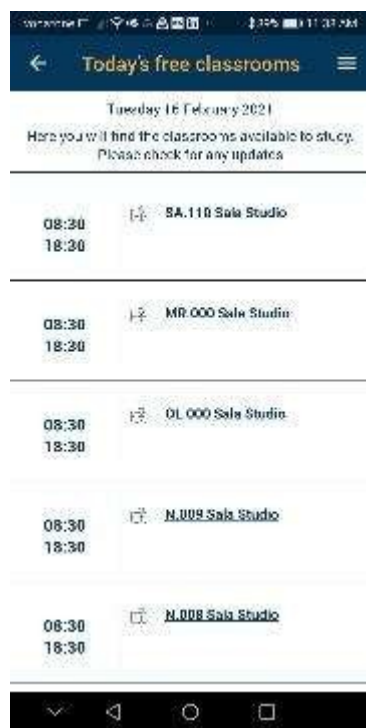 Today's free classrooms
Tuesday 16 February 2021
Here you will find the classrooms available to study.
Please check for any updates
08:30 SA.110 Sala Studio
18:30
08:30 MR.000 Sala Studio
18:30
08:30 OL.000 Sala Studio
18:30
08:30 N.009 Sala Studio
18:30
08:30 N.008 Sala Studio
18:30